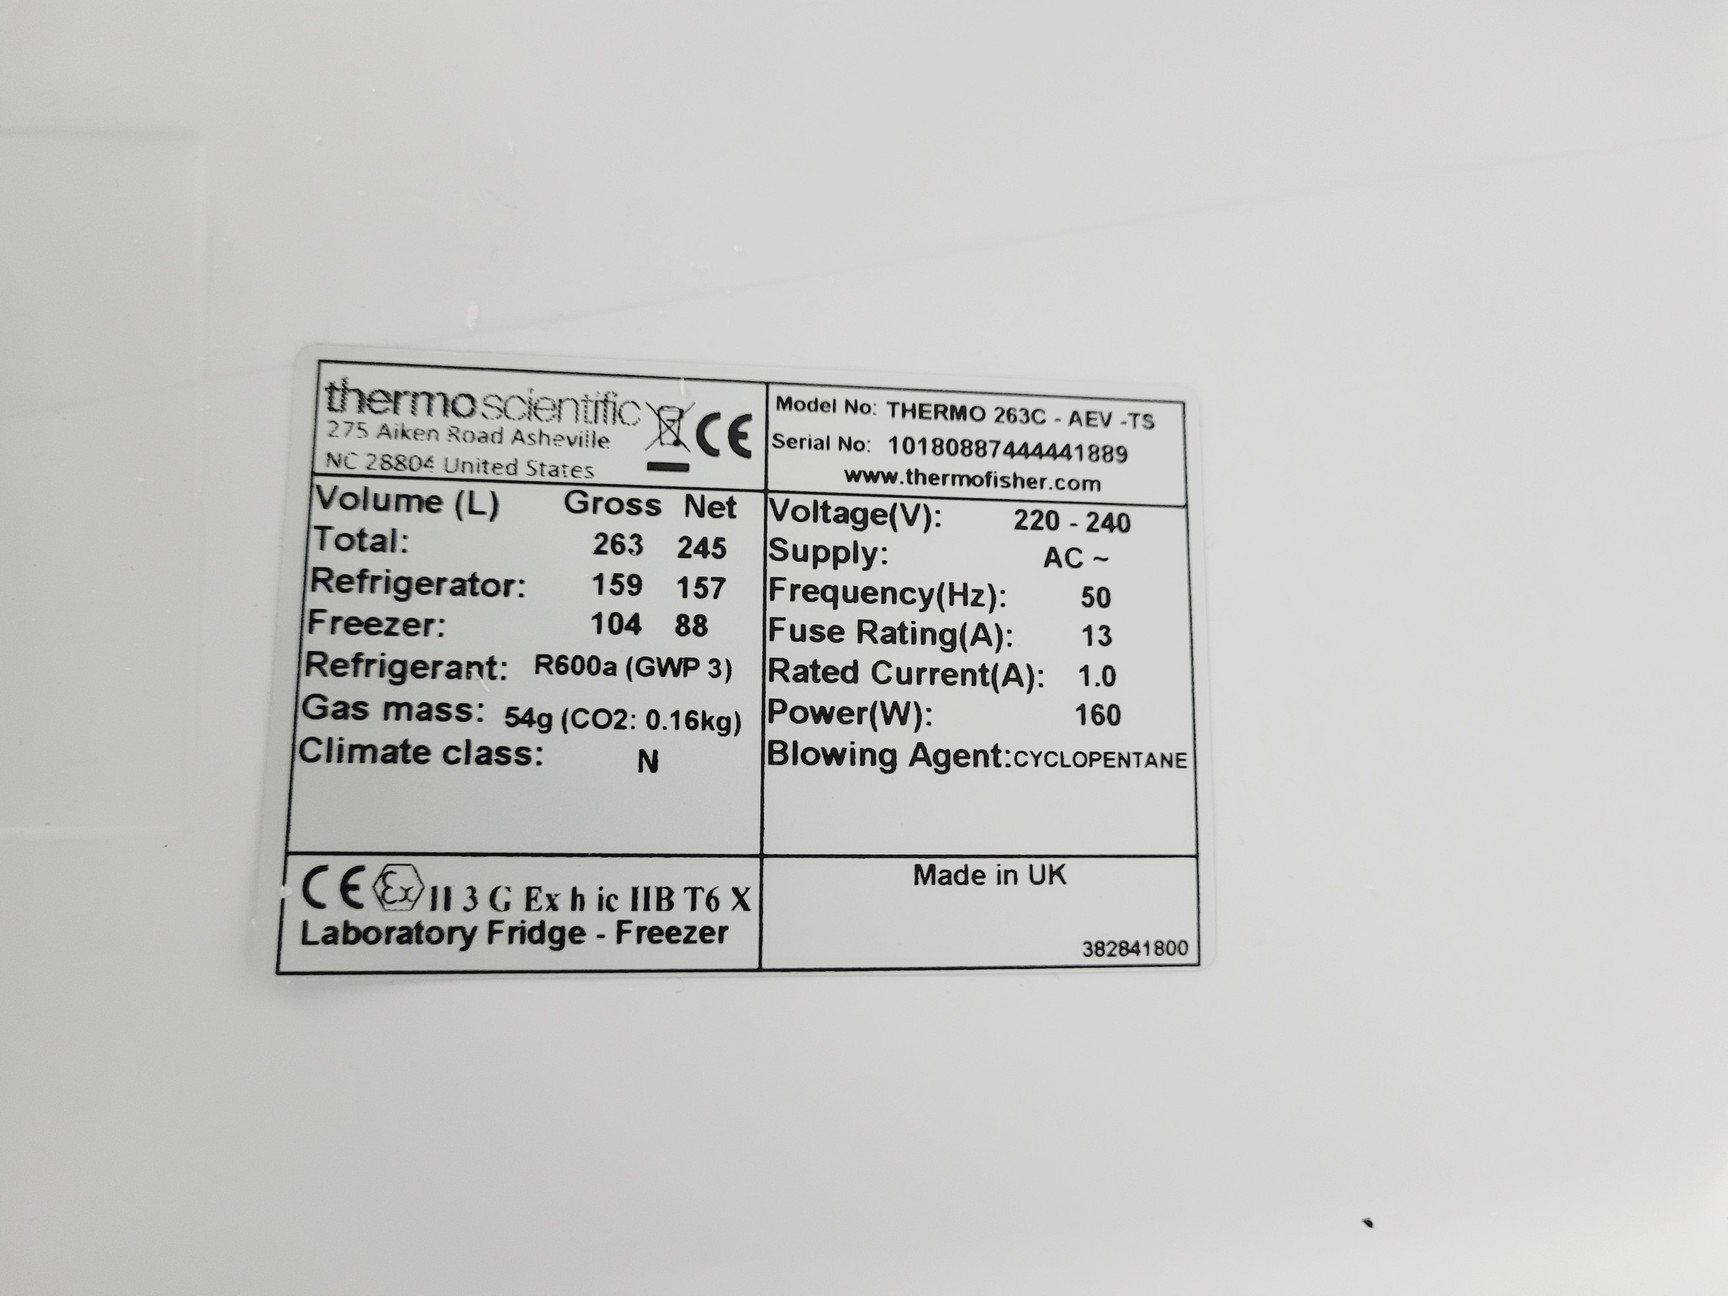 thermo scientific
275 Aiken Road Asheville
NC 28804 United States
CE
Model No: THERMO 263C - AEV -TS
Serial No: 10180887444441889
www.thermofisher.com
Volume (L) Gross Net
Total: 263 245
Refrigerator: 159 157
Freezer: 104 88
Refrigerant: R600a (GWP 3)
Gas mass: 54g (CO2: 0.16kg)
Climate class: N
Voltage(V): 220 - 240
Supply: AC ~
Frequency(Hz): 50
Fuse Rating(A): 13
Rated Current(A): 1.0
Power(W): 160
Blowing Agent: CYCLOPENTANE
CE Ex II 3 G Ex h ic IIB T6 X
Laboratory Fridge - Freezer
Made in UK
382841800